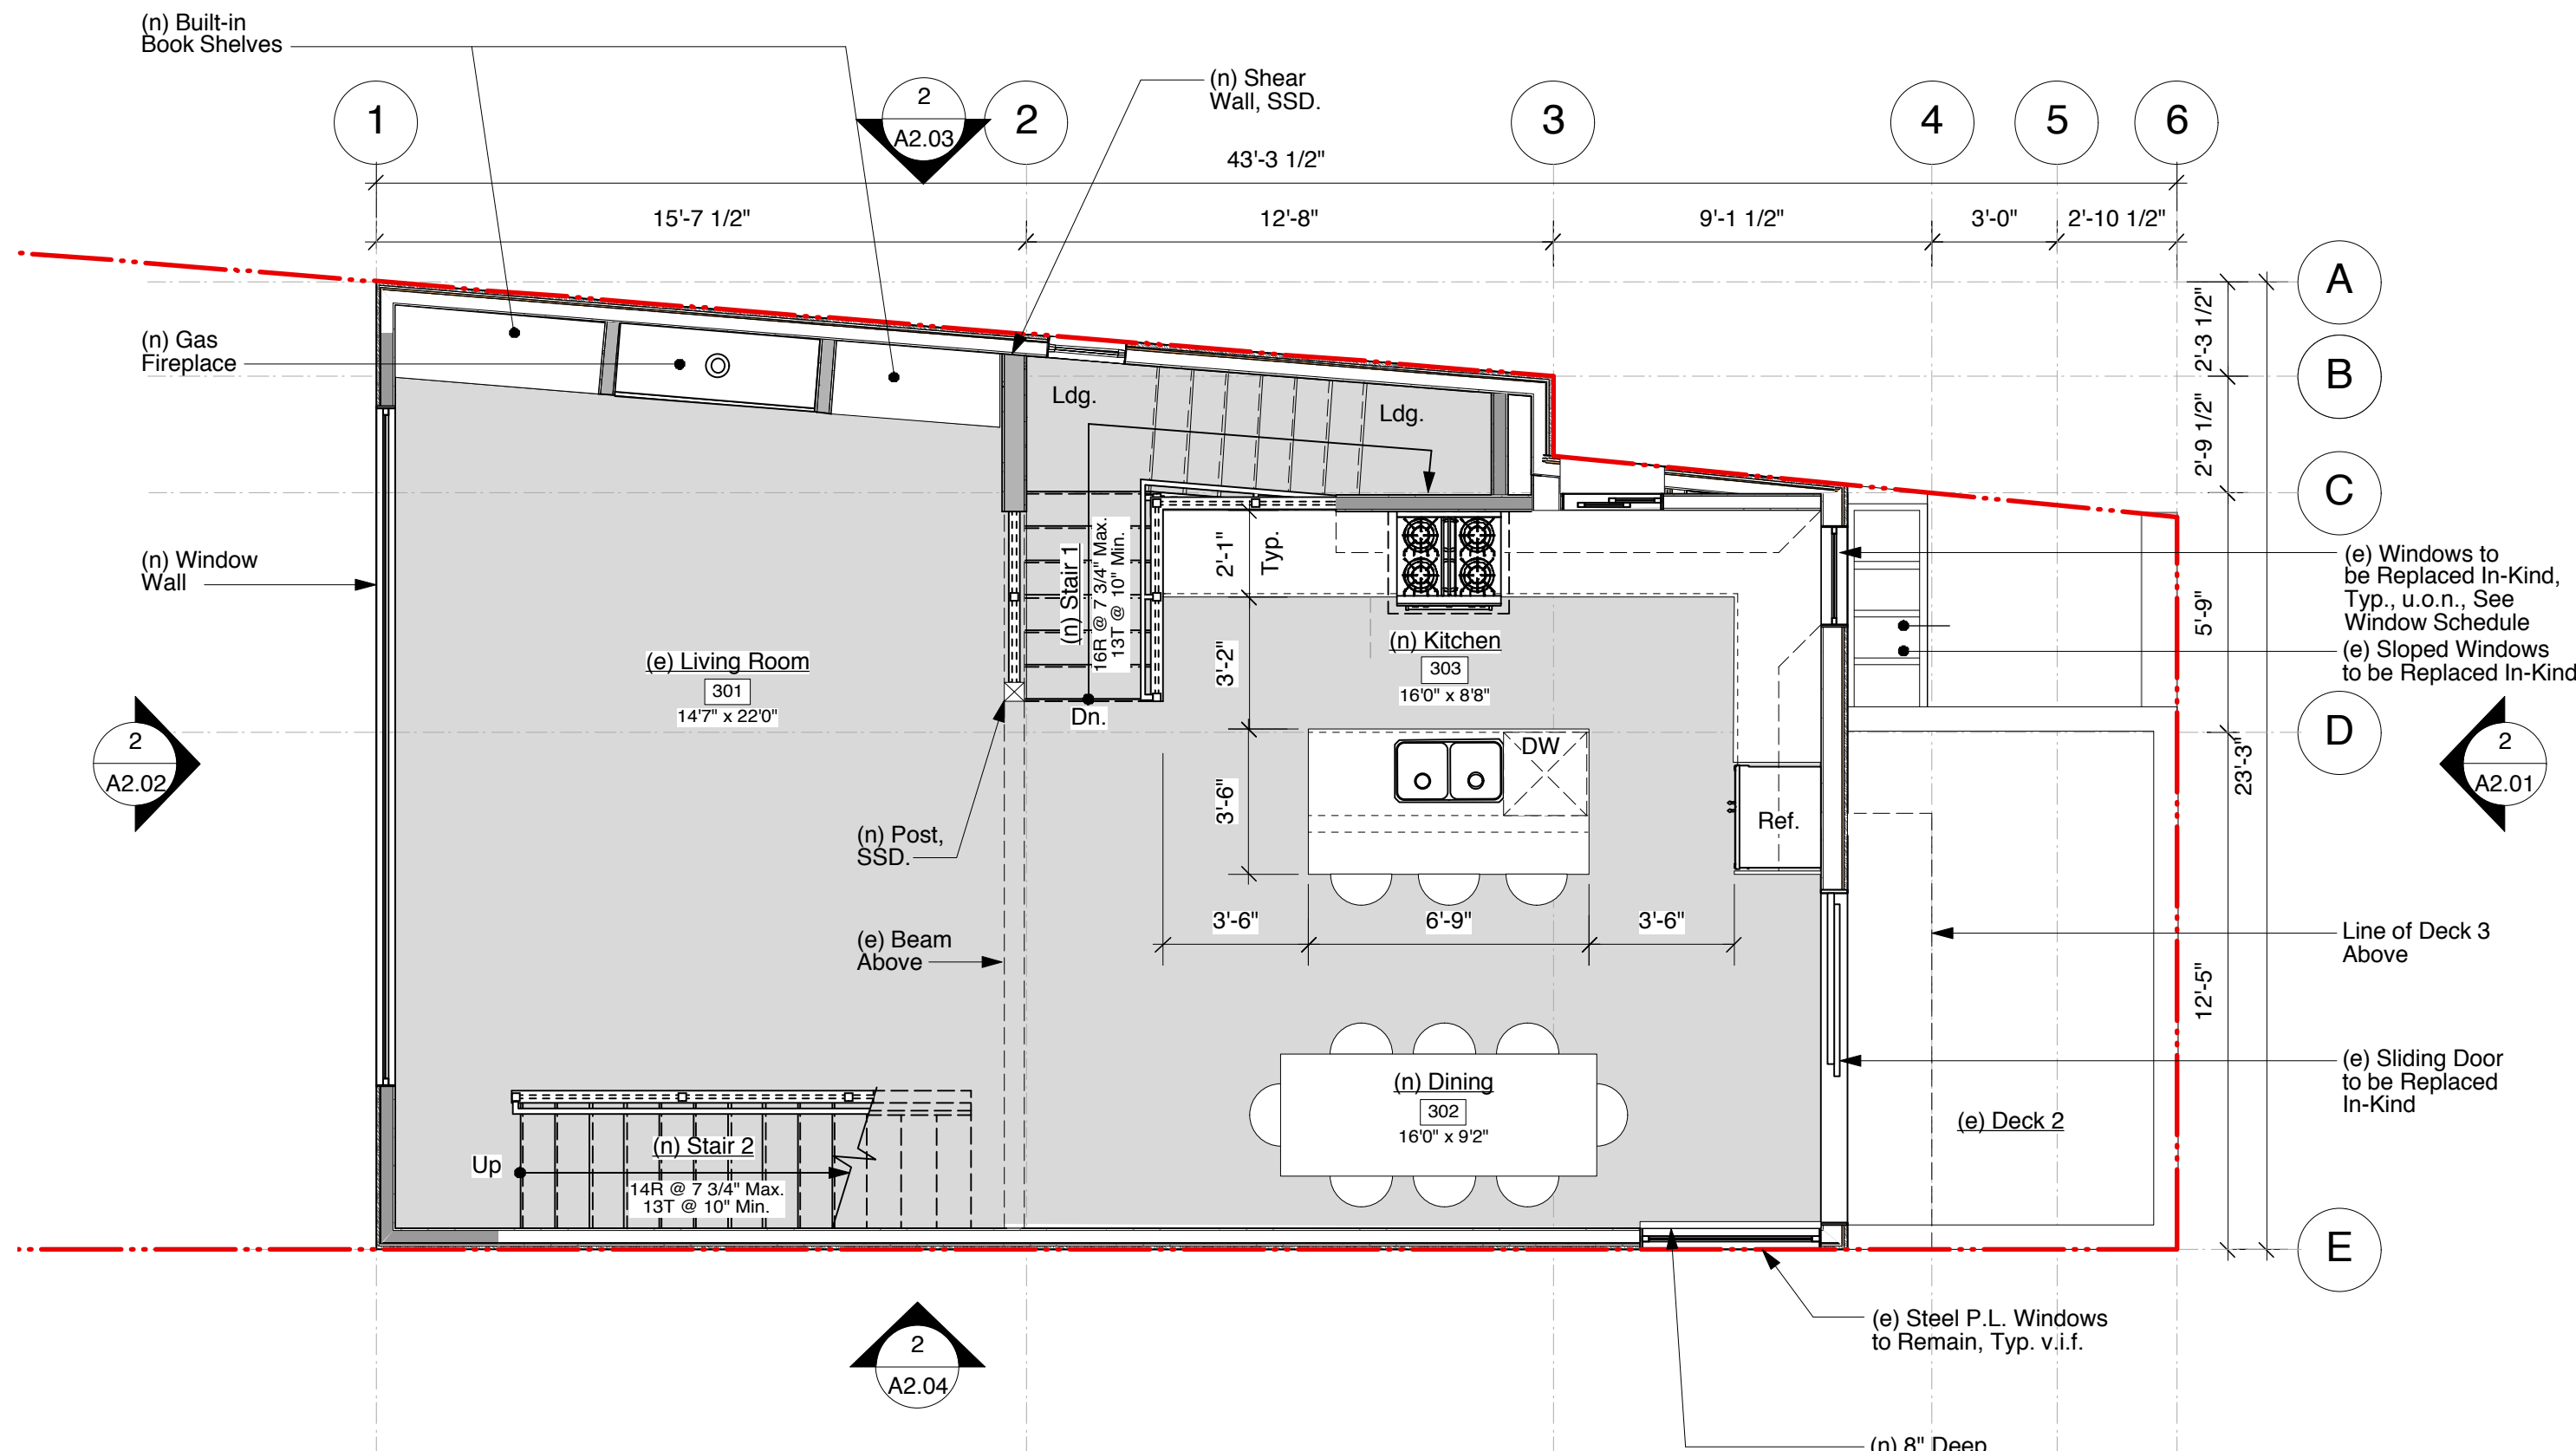 (n) Built-in
Book Shelves
(n) Shear
Wall, SSD.
1
2
A2.03
2
3
4
5
6
43'-3 1/2"
15'-7 1/2"
12'-8"
9'-1 1/2"
3'-0"
2'-10 1/2"
A
B
C
D
E
2'-3 1/2"
2'-9 1/2"
5'-9"
23'-3"
12'-5"
(n) Gas
Fireplace
Ldg.
Ldg.
(n) Window
Wall
(n) Stair 1
16R @ 7 3/4" Max.
13T @ 10" Min.
2'-1"
Typ.
3'-2"
3'-6"
(e) Windows to
be Replaced In-Kind,
Typ., u.o.n., See
Window Schedule
(e) Sloped Windows
to be Replaced In-Kind
(e) Living Room
301
14'7" x 22'0"
(n) Kitchen
303
16'0" x 8'8"
Dn.
DW
2
A2.02
2
A2.01
Ref.
(n) Post,
SSD.
3'-6"
6'-9"
3'-6"
(e) Beam
Above
Line of Deck 3
Above
(e) Sliding Door
to be Replaced
In-Kind
(n) Dining
302
16'0" x 9'2"
(e) Deck 2
Up
(n) Stair 2
14R @ 7 3/4" Max.
13T @ 10" Min.
2
A2.04
(e) Steel P.L. Windows
to Remain, Typ. v.i.f.
(n) 8" Deep